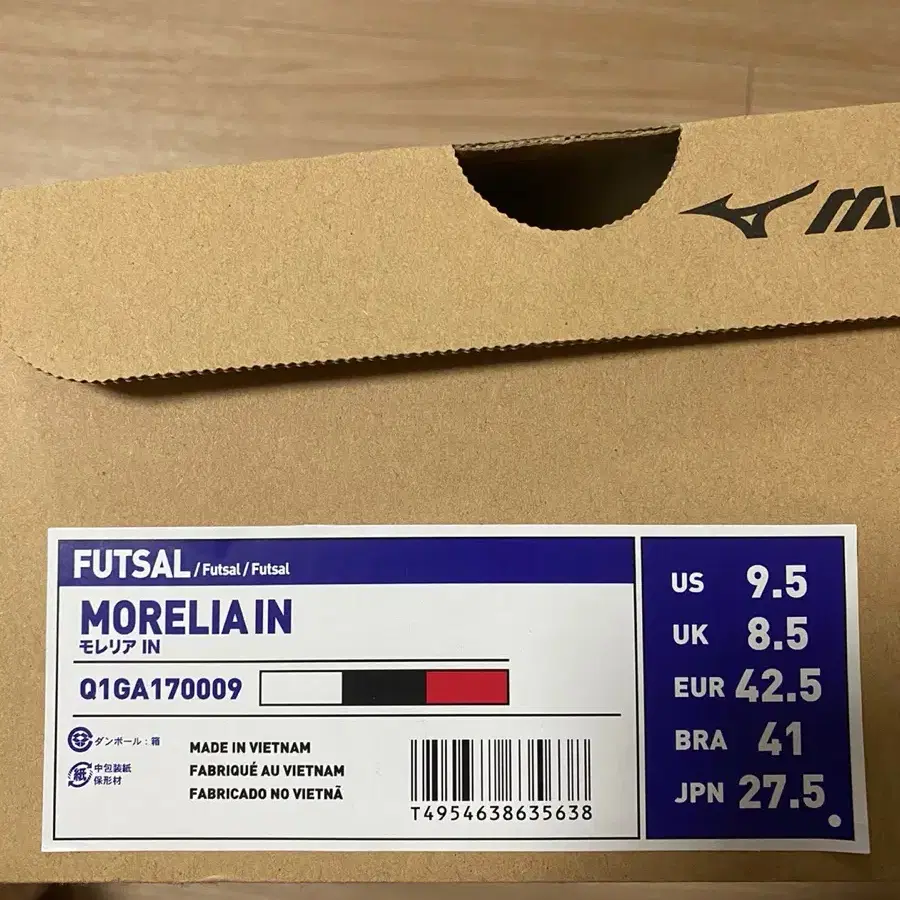 FUTSAL / Futsal / Futsal
MORELIA IN
モレリア IN
Q1GA170009
ダンボール：箱
紙
中包装紙
保形材
MADE IN VIETNAM
FABRIQUÉ AU VIETNAM
FABRICADO NO VIETNÃ
T4954638635638
US 9.5
UK 8.5
EUR 42.5
BRA 41
JPN 27.5